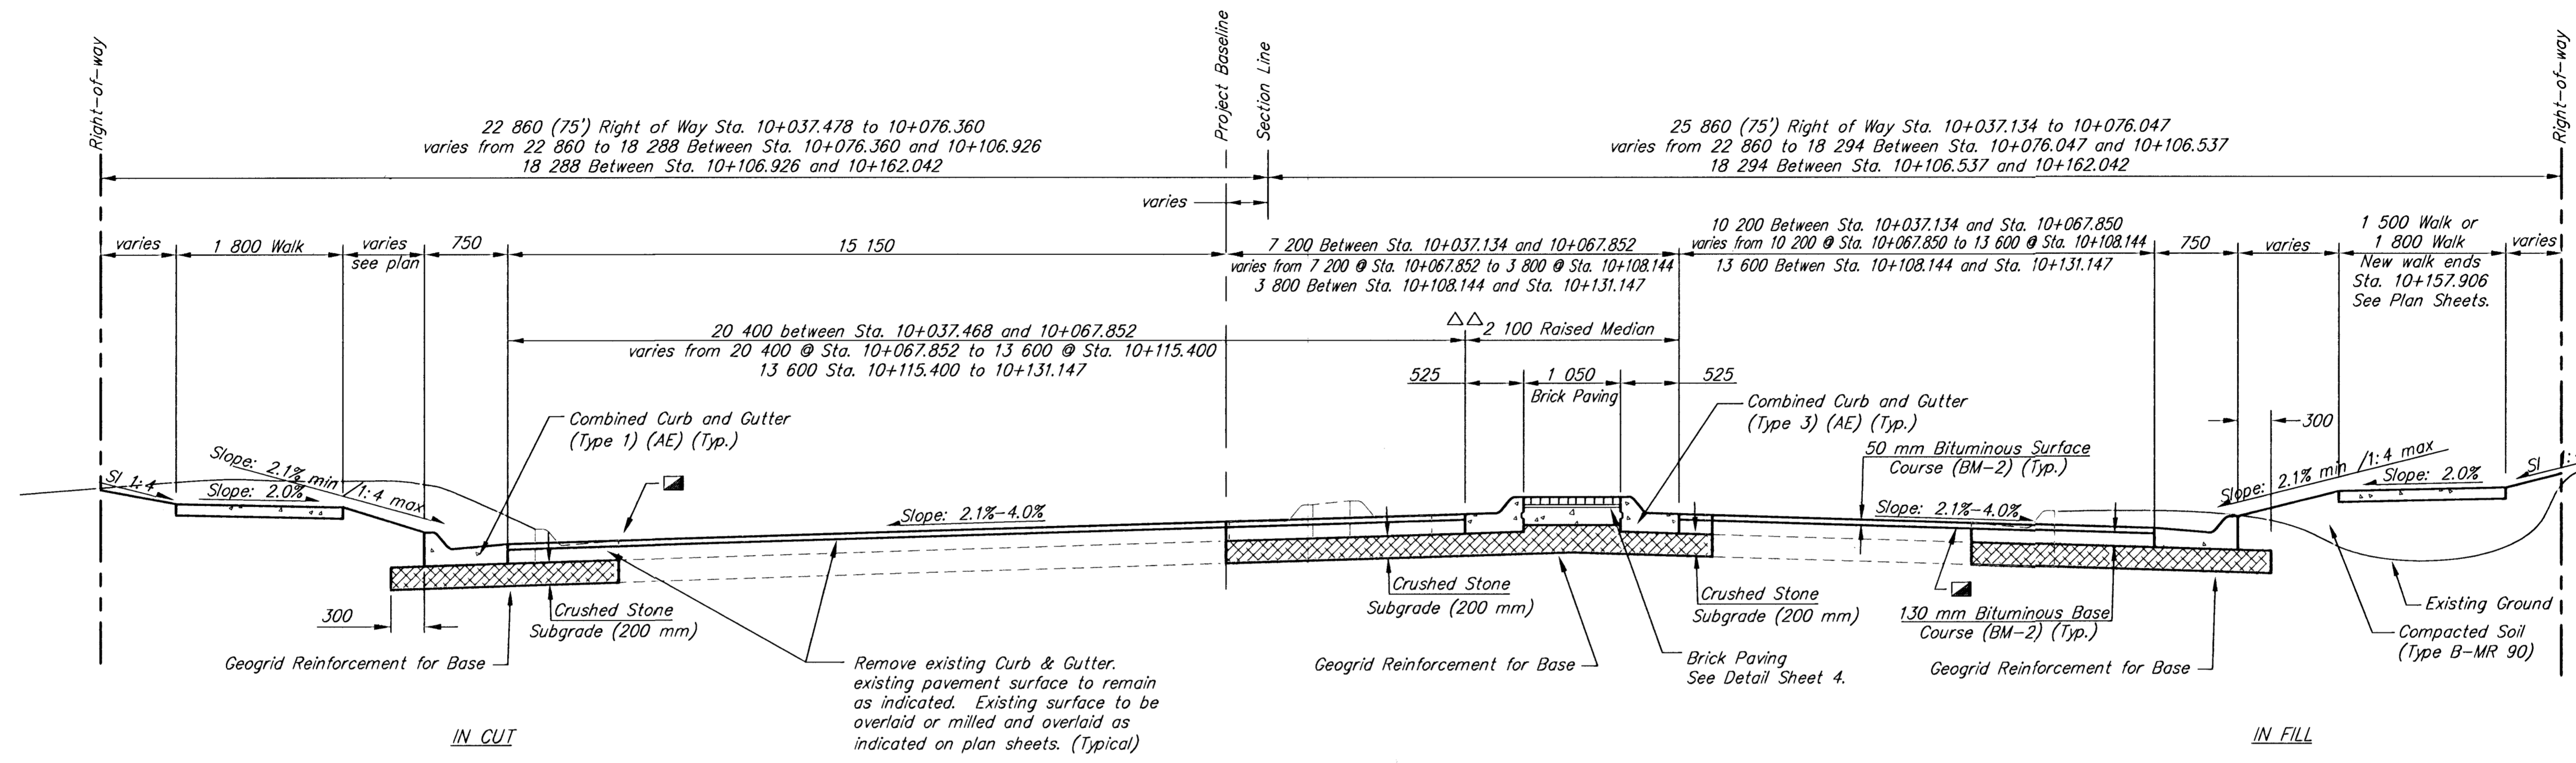 Right-of-way
Project Baseline
Section Line
Right-of-way
22 860 (75') Right of Way Sta. 10+037.478 to 10+076.360
varies from 22 860 to 18 288 Between Sta. 10+076.360 and 10+106.926
18 288 Between Sta. 10+106.926 and 10+162.042
25 860 (75') Right of Way Sta. 10+037.134 to 10+076.047
varies from 22 860 to 18 294 Between Sta. 10+076.047 and 10+106.537
18 294 Between Sta. 10+106.537 and 10+162.042
varies
varies
1 800 Walk
varies
see plan
750
15 150
7 200 Between Sta. 10+037.134 and 10+067.852
varies from 7 200 @ Sta. 10+067.852 to 3 800 @ Sta. 10+108.144
3 800 Betwen Sta. 10+108.144 and Sta. 10+131.147
10 200 Between Sta. 10+037.134 and Sta. 10+067.850
varies from 10 200 @ Sta. 10+067.850 to 13 600 @ Sta. 10+108.144
13 600 Betwen Sta. 10+108.144 and Sta. 10+131.147
750
varies
1 500 Walk or
1 800 Walk
New walk ends
Sta. 10+157.906
See Plan Sheets.
varies
20 400 between Sta. 10+037.468 and 10+067.852
varies from 20 400 @ Sta. 10+067.852 to 13 600 @ Sta. 10+115.400
13 600 Sta. 10+115.400 to 10+131.147
2 100 Raised Median
525
1 050
Brick Paving
525
Combined Curb and Gutter
(Type 1) (AE) (Typ.)
Combined Curb and Gutter
(Type 3) (AE) (Typ.)
50 mm Bituminous Surface
Course (BM-2) (Typ.)
300
Sl 1:4
Slope: 2.1% min /1:4 max
Slope: 2.0%
Slope: 2.1%-4.0%
Slope: 2.1%-4.0%
Slope: 2.1% min /1:4 max
Slope: 2.0%
Sl
300
Crushed Stone
Subgrade (200 mm)
Geogrid Reinforcement for Base
Remove existing Curb & Gutter.
existing pavement surface to remain
as indicated. Existing surface to be
overlaid or milled and overlaid as
indicated on plan sheets. (Typical)
Crushed Stone
Subgrade (200 mm)
Geogrid Reinforcement for Base
Crushed Stone
Subgrade (200 mm)
Brick Paving
See Detail Sheet 4.
130 mm Bituminous Base
Course (BM-2) (Typ.)
Geogrid Reinforcement for Base
Existing Ground
Compacted Soil
(Type B-MR 90)
IN CUT
IN FILL